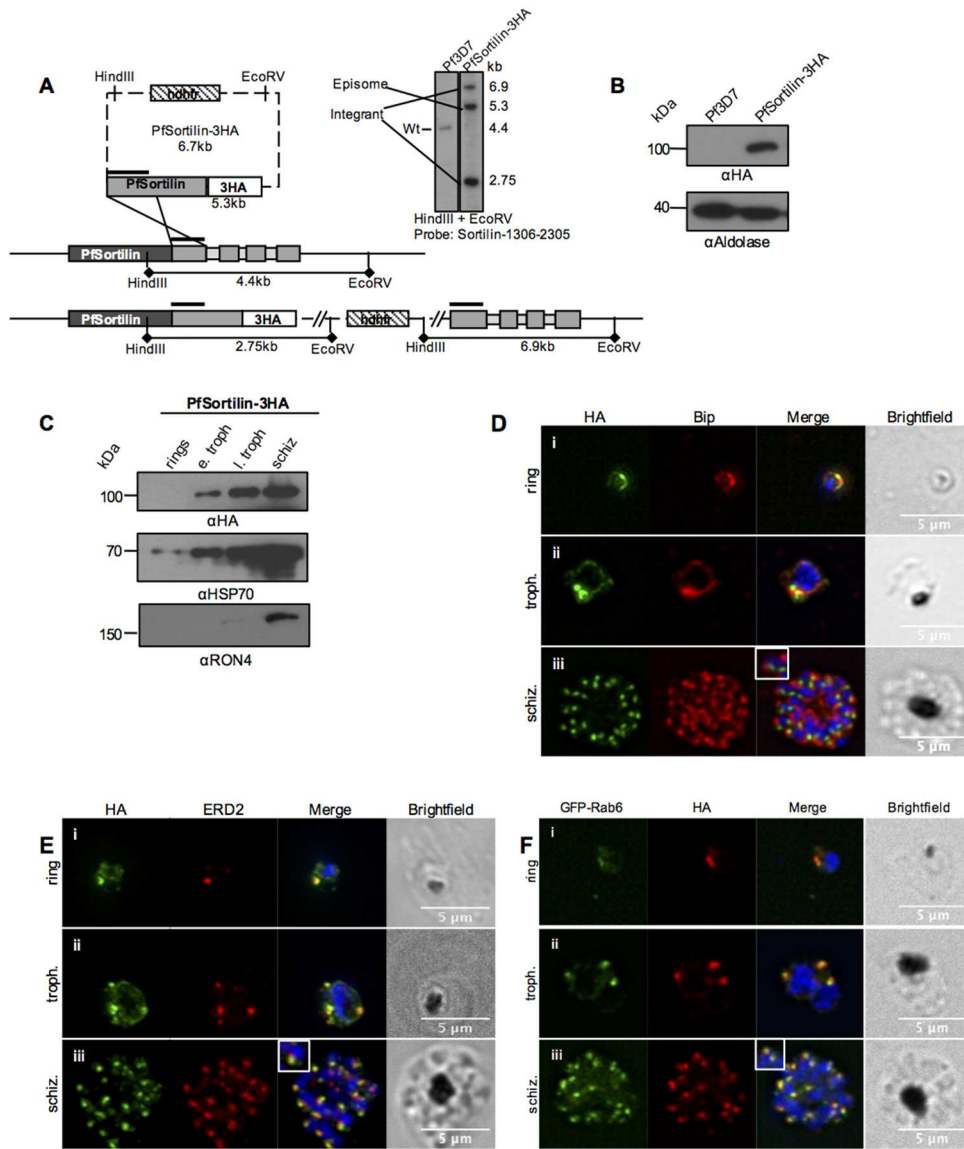 A
HindIII
EcoRV
hdhfr
PfSortilin-3HA
6.7kb
PfSortilin
3HA
5.3kb
PfSortilin
HindIII
4.4kb
EcoRV
PfSortilin
3HA
hdhfr
HindIII
2.75kb
EcoRV
HindIII
6.9kb
EcoRV
Pf3D7
PfSortilin-3HA
kb
Episome
Integrant
Wt
6.9
5.3
4.4
2.75
HindIII + EcoRV
Probe: Sortilin-1306-2305
B
kDa
Pf3D7
PfSortilin-3HA
100
αHA
40
αAldolase
C
PfSortilin-3HA
kDa
rings
e. troph
l. troph
schiz
100
αHA
70
αHSP70
150
αRON4
D
HA Bip Merge Brightfield
i
ring
5 µm
ii
troph.
5 µm
iii
schiz.
5 µm
E
HA ERD2 Merge Brightfield
i
ring
5 µm
ii
troph.
5 µm
iii
schiz.
5 µm
F
GFP-Rab6 HA Merge Brightfield
i
ring
5 µm
ii
troph.
5 µm
iii
schiz.
5 µm